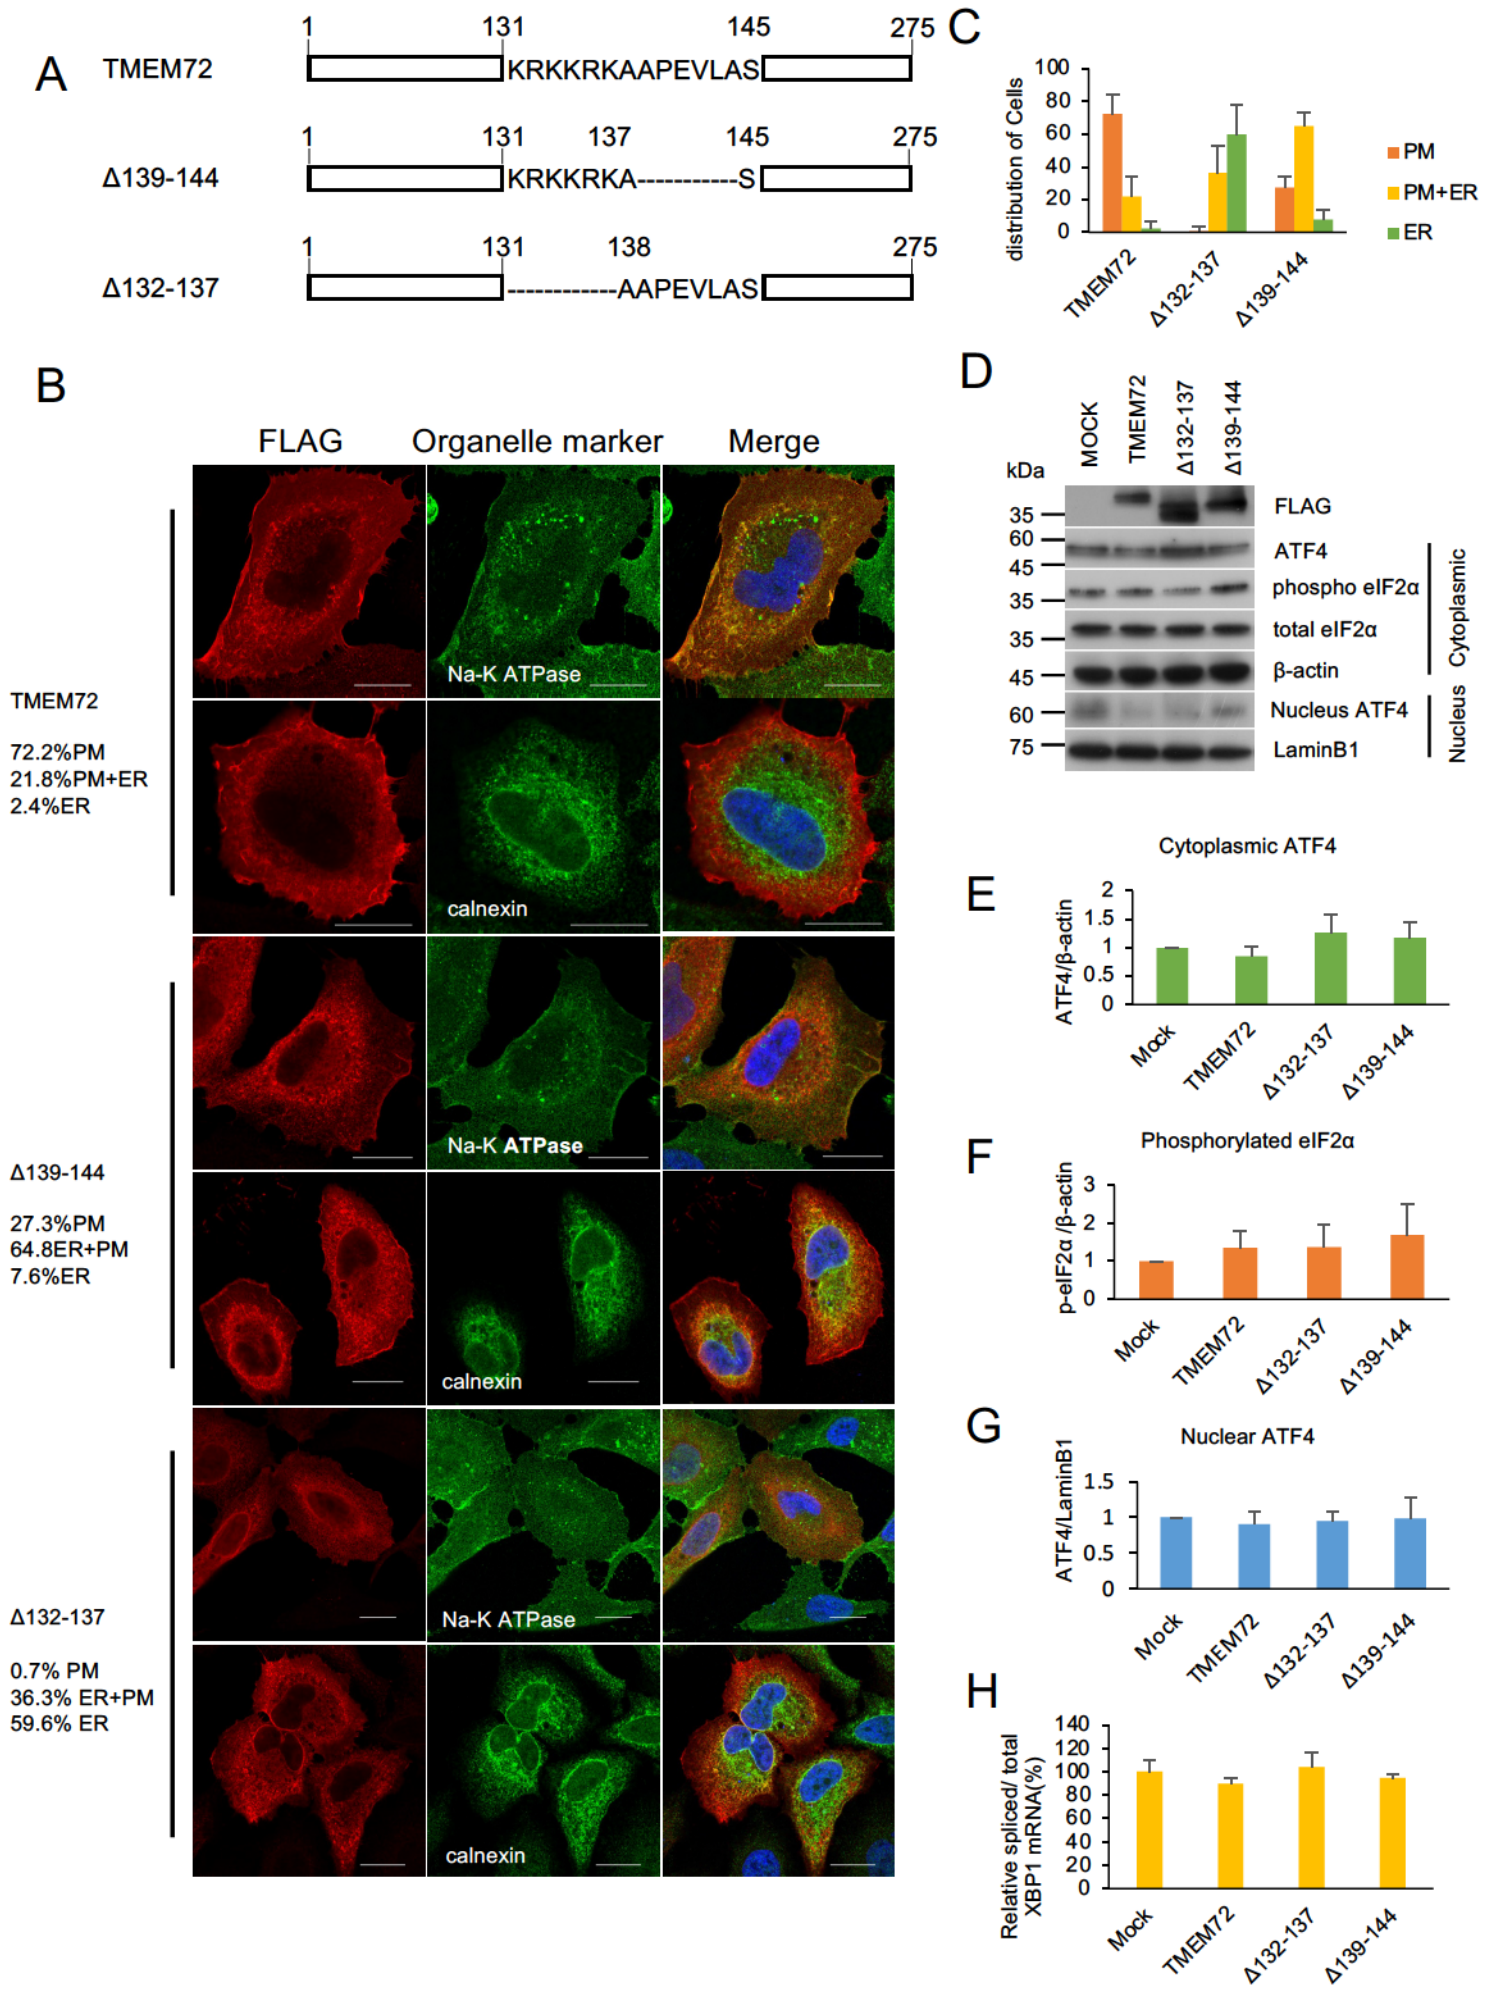 A
1 131 145 275
TMEM72 KRKKRKAAPEVLAS
1 131 137 145 275
Δ139-144 KRKKRKA-----------S
1 131 138 275
Δ132-137 ------------AAPEVLAS
B
FLAG Organelle marker Merge
TMEM72
72.2%PM
21.8%PM+ER
2.4%ER
Na-K ATPase
calnexin
Δ139-144
27.3%PM
64.8ER+PM
7.6%ER
Na-K ATPase
calnexin
Δ132-137
0.7% PM
36.3% ER+PM
59.6% ER
Na-K ATPase
calnexin
C
distribution of Cells
100
80
60
40
20
0
TMEM72 Δ132-137 Δ139-144
PM
PM+ER
ER
D
MOCK TMEM72 Δ132-137 Δ139-144
kDa
35 FLAG
60
45 ATF4
35 phospho eIF2α
35 total eIF2α
45 β-actin
60 Nucleus ATF4
75 LaminB1
Cytoplasmic
Nucleus
E
Cytoplasmic ATF4
ATF4/β-actin
2
1.5
1
0.5
0
Mock TMEM72 Δ132-137 Δ139-144
F
Phosphorylated eIF2α
p-eIF2α /β-actin
3
2
1
0
Mock TMEM72 Δ132-137 Δ139-144
G
Nuclear ATF4
ATF4/LaminB1
1.5
1
0.5
0
Mock TMEM72 Δ132-137 Δ139-144
H
Relative spliced/ total
XBP1 mRNA(%)
140
120
100
80
60
40
20
0
Mock TMEM72 Δ132-137 Δ139-144